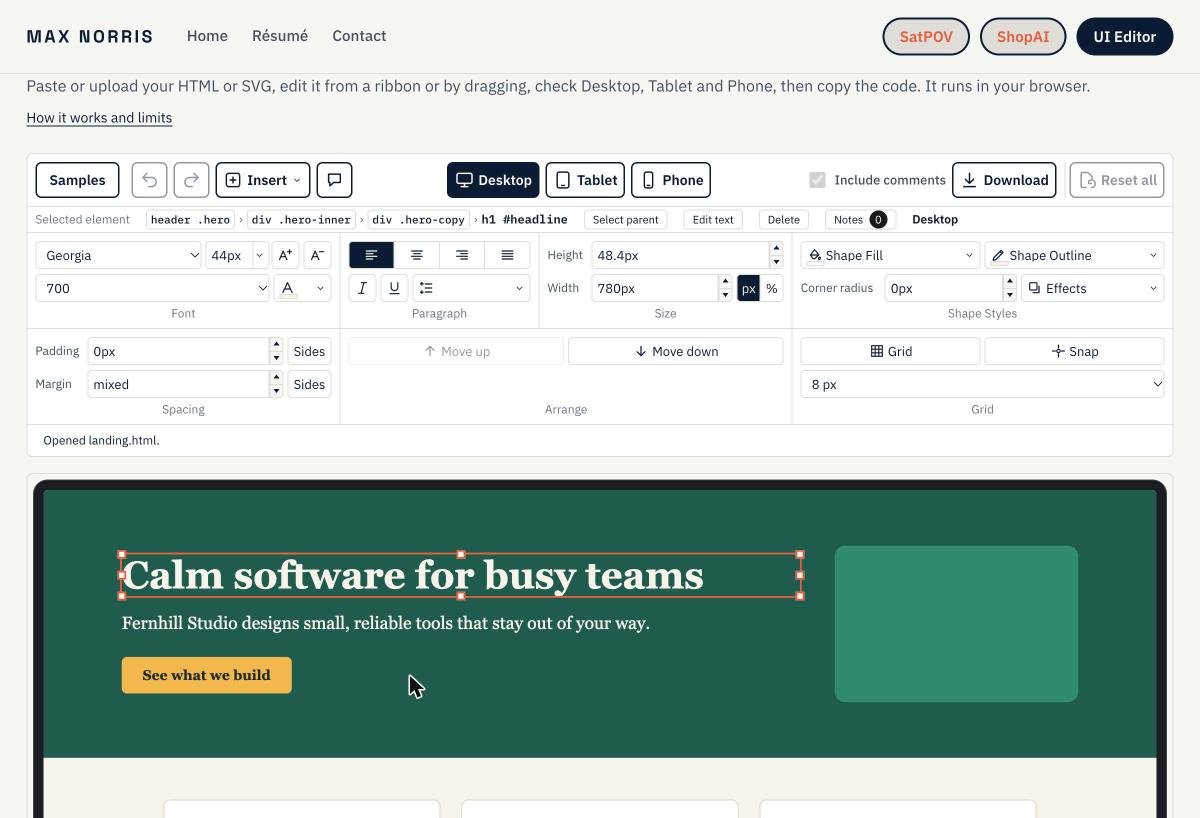 MAX NORRIS Home Résumé Contact SatPOV ShopAI UI Editor
Paste or upload your HTML or SVG, edit it from a ribbon or by dragging, check Desktop, Tablet and Phone, then copy the code. It runs in your browser.
How it works and limits
Samples Insert Desktop Tablet Phone Include comments Download Reset all
Selected element header .hero › div .hero-inner › div .hero-copy › h1 #headline Select parent Edit text Delete Notes 0 Desktop
Georgia 44px A+ A− Height 48.4px Shape Fill Shape Outline
700 A I U Width 780px px % Corner radius 0px Effects
Font Paragraph Size Shape Styles
Padding 0px Sides Move up Move down Grid Snap
Margin mixed Sides 8 px
Spacing Arrange Grid
Opened landing.html.
Calm software for busy teams
Fernhill Studio designs small, reliable tools that stay out of your way.
See what we build